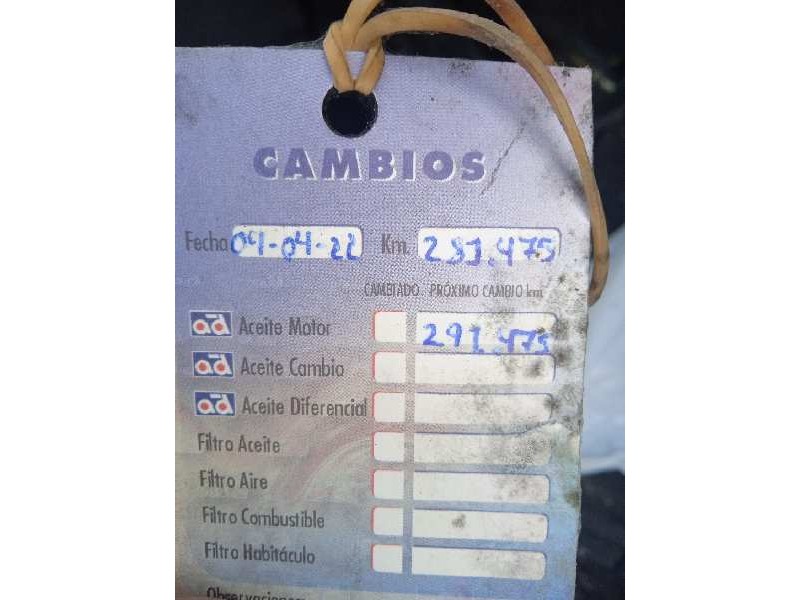 CAMBIOS
Fecha 04-04-22 Km. 281.475
CAMBIADO PRÓXIMO CAMBIO km
ad Aceite Motor 291.475
ad Aceite Cambio
ad Aceite Diferencial
Filtro Aceite
Filtro Aire
Filtro Combustible
Filtro Habitáculo
Observaciones